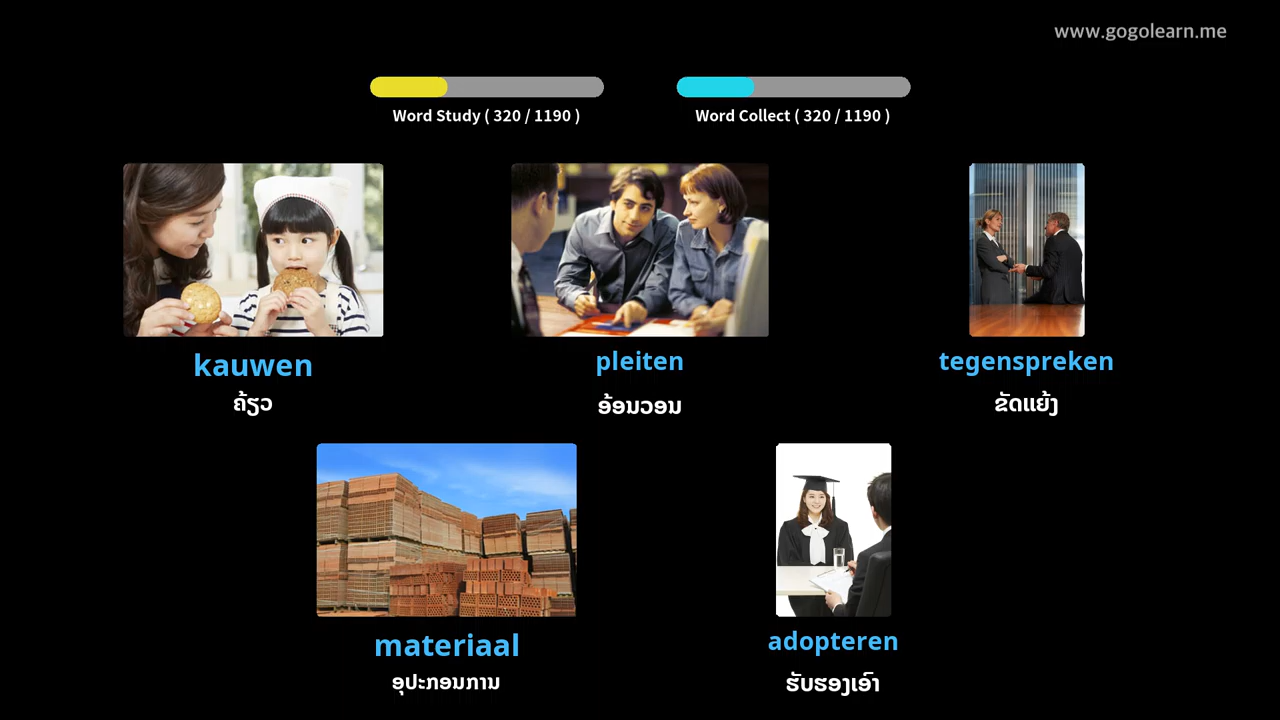 www.gogolearn.me
Word Study ( 320 / 1190 )
Word Collect ( 320 / 1190 )
kauwen
pleiten
tegenspreken
ຄ້ຽວ
ອ້ອນວອນ
ຂັດແຍ້ງ
materiaal
adopteren
ອຸປະກອນການ
ຮັບຮອງເອົາ